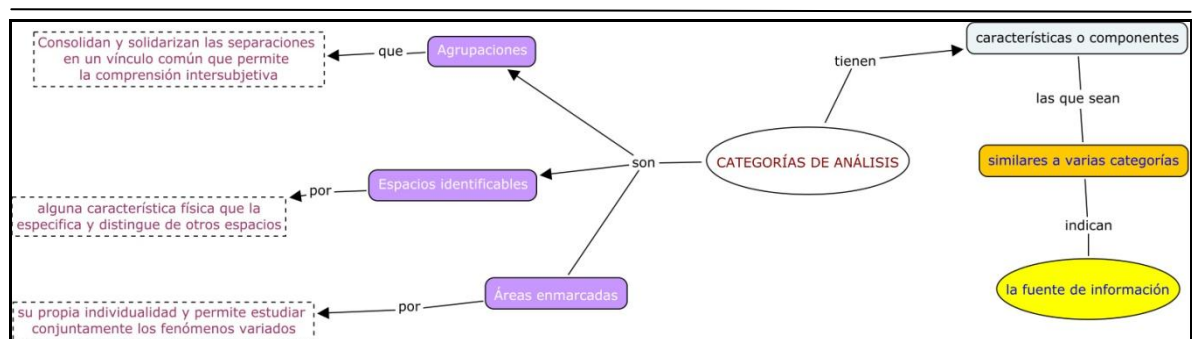 Consolidan y solidarizan las separaciones
en un vínculo común que permite
la comprensión intersubjetiva
que
Agrupaciones
tienen
características o componentes
las que sean
son
CATEGORÍAS DE ANÁLISIS
similares a varias categorías
por
Espacios identificables
alguna característica física que la
especifica y distingue de otros espacios
indican
la fuente de información
su propia individualidad y permite estudiar
conjuntamente los fenómenos variados
por
Áreas enmarcadas